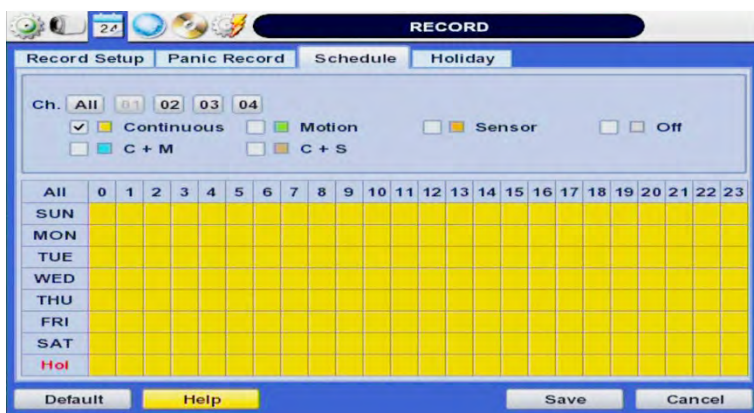 24
RECORD
Record Setup Panic Record Schedule Holiday
Ch. All 01 02 03 04
Continuous Motion Sensor Off
C + M C + S
All 0 1 2 3 4 5 6 7 8 9 10 11 12 13 14 15 16 17 18 19 20 21 22 23
SUN
MON
TUE
WED
THU
FRI
SAT
Hol
Default Help Save Cancel